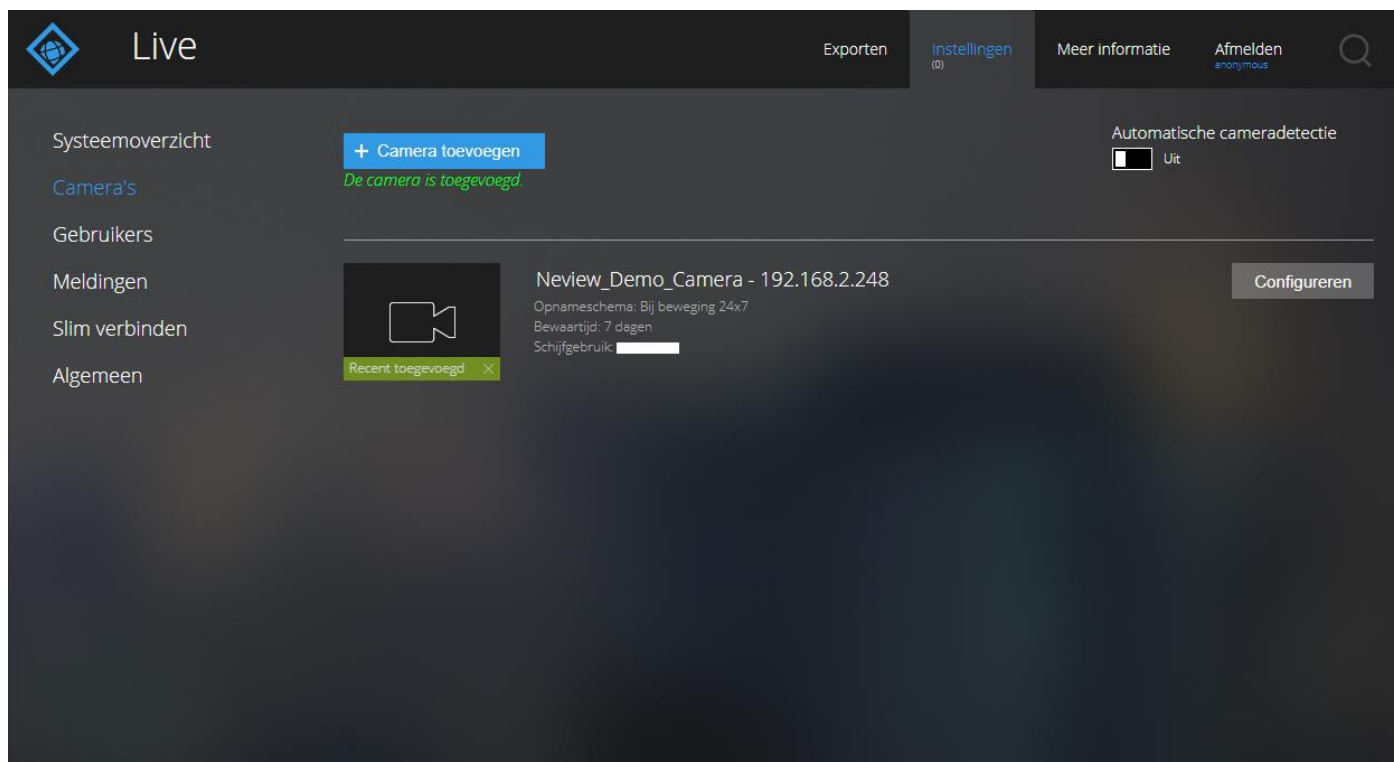 Live
Exporten
Instellingen
(0)
Meer informatie
Afmelden
anonymous
Systeemoverzicht
Camera's
Gebruikers
Meldingen
Slim verbinden
Algemeen
+ Camera toevoegen
De camera is toegevoegd.
Automatische cameradetectie
Uit
Neview_Demo_Camera - 192.168.2.248
Opnameschema: Bij beweging 24x7
Bewaartijd: 7 dagen
Schijfgebruik:
Recent toegevoegd
Configureren